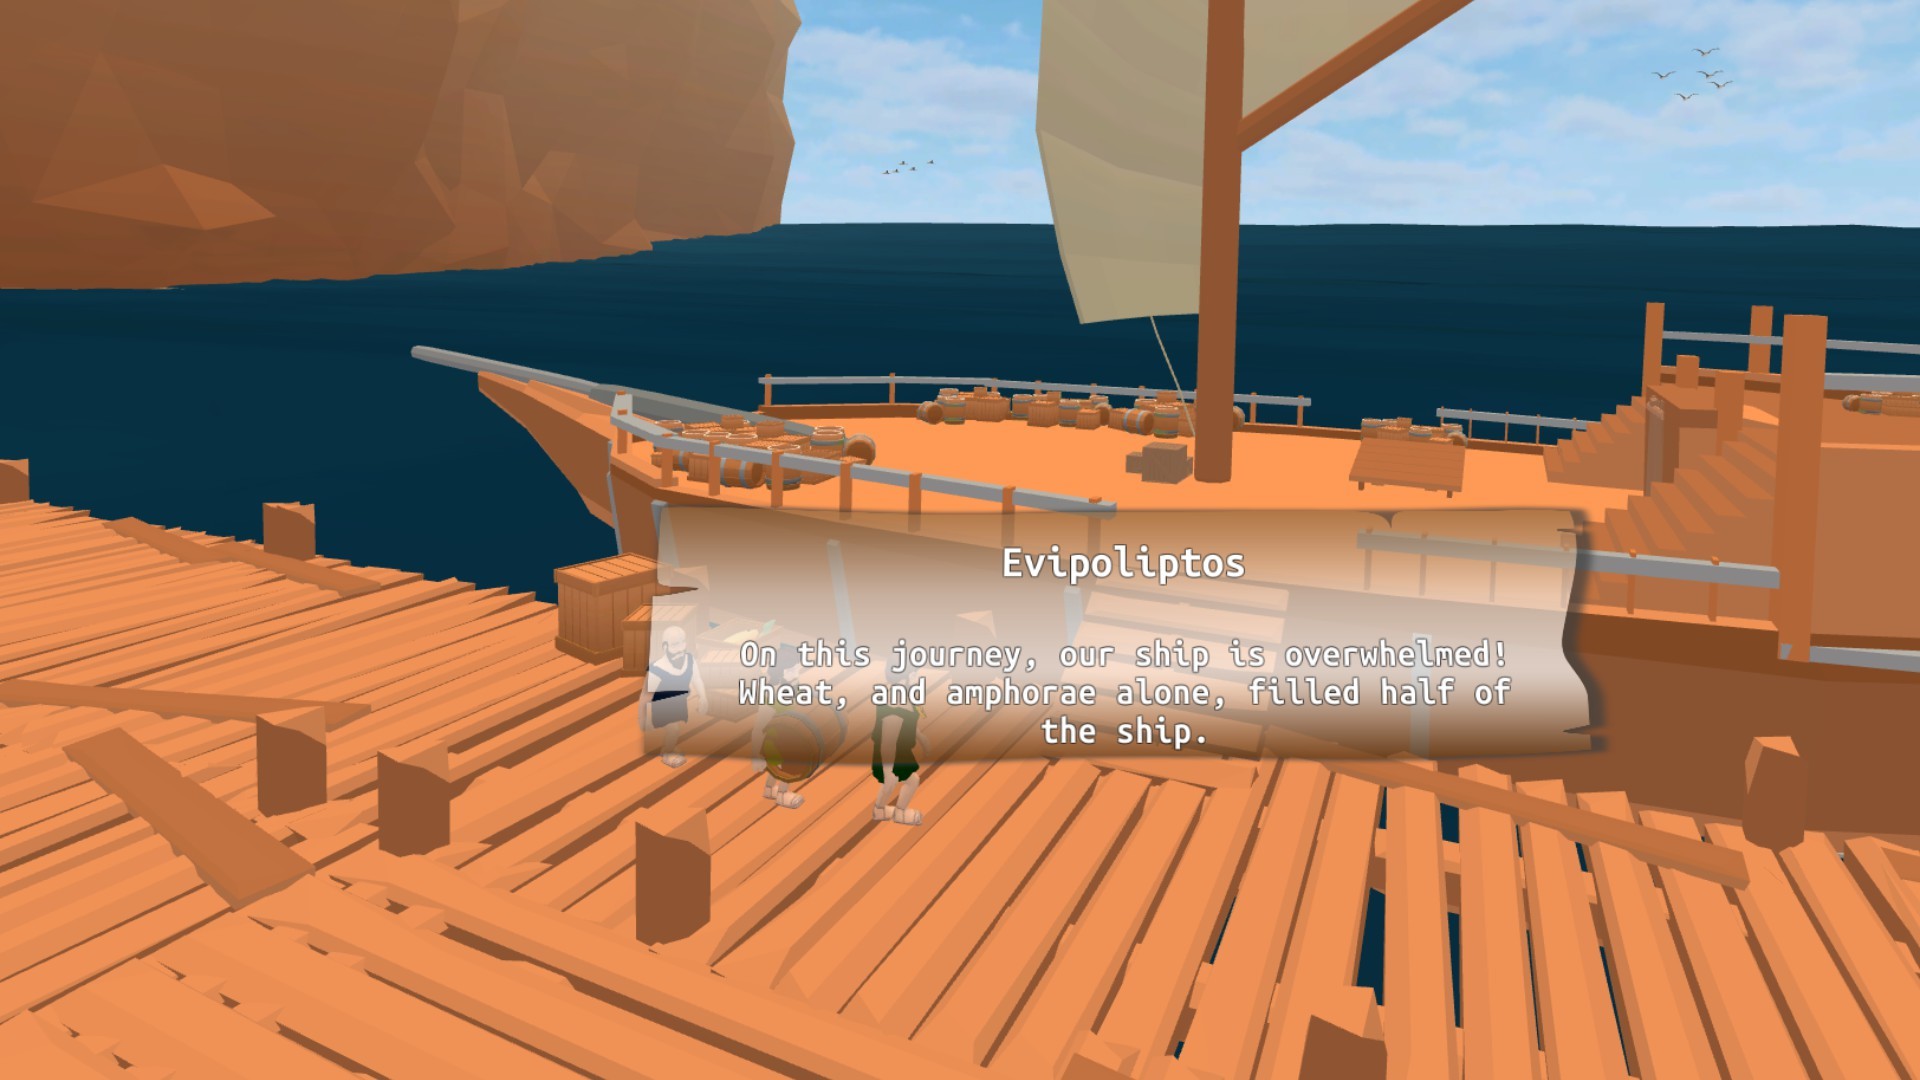 Evipoliptos
On this journey, our ship is overwhelmed!
Wheat, and amphorae alone, filled half of
the ship.